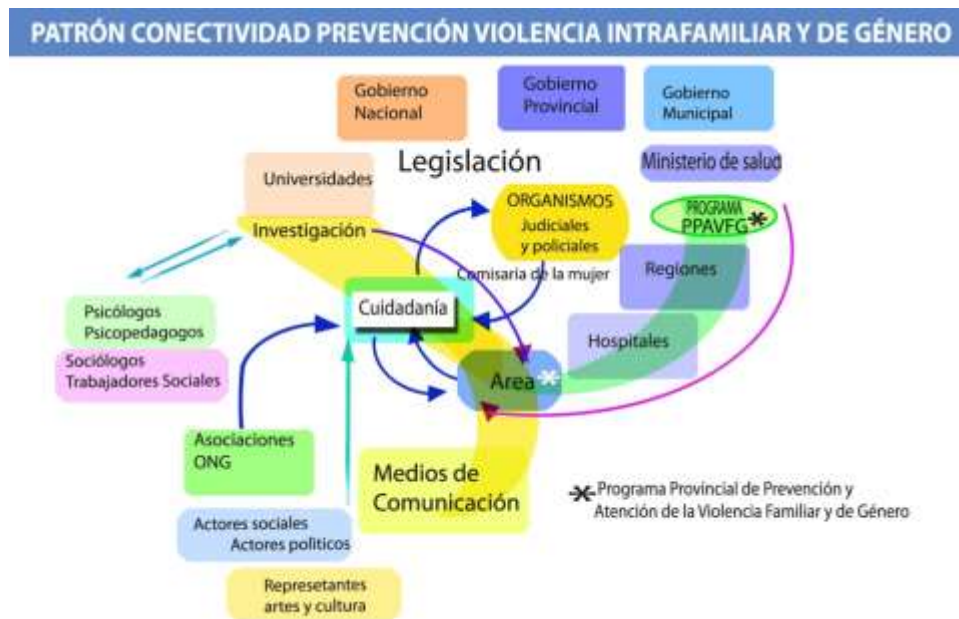 PATRÓN CONECTIVIDAD PREVENCIÓN VIOLENCIA INTRAFAMILIAR Y DE GÉNERO
Gobierno
Nacional
Gobierno
Provincial
Gobierno
Municipal
Legislación
Ministerio de salud
Universidades
ORGANISMOS
Judiciales
y policiales
PROGRAMA
PPAVFG*
Investigación
Comisaria de la mujer
Regiones
Cuidadanía
Psicólogos
Psicopedagogos
Hospitales
Sociólogos
Trabajadores Sociales
Area *
Asociaciones
ONG
Medios de
Comunicación
* Programa Provincial de Prevención y
Atención de la Violencia Familiar y de Género
Actores sociales
Actores politicos
Represetantes
artes y cultura